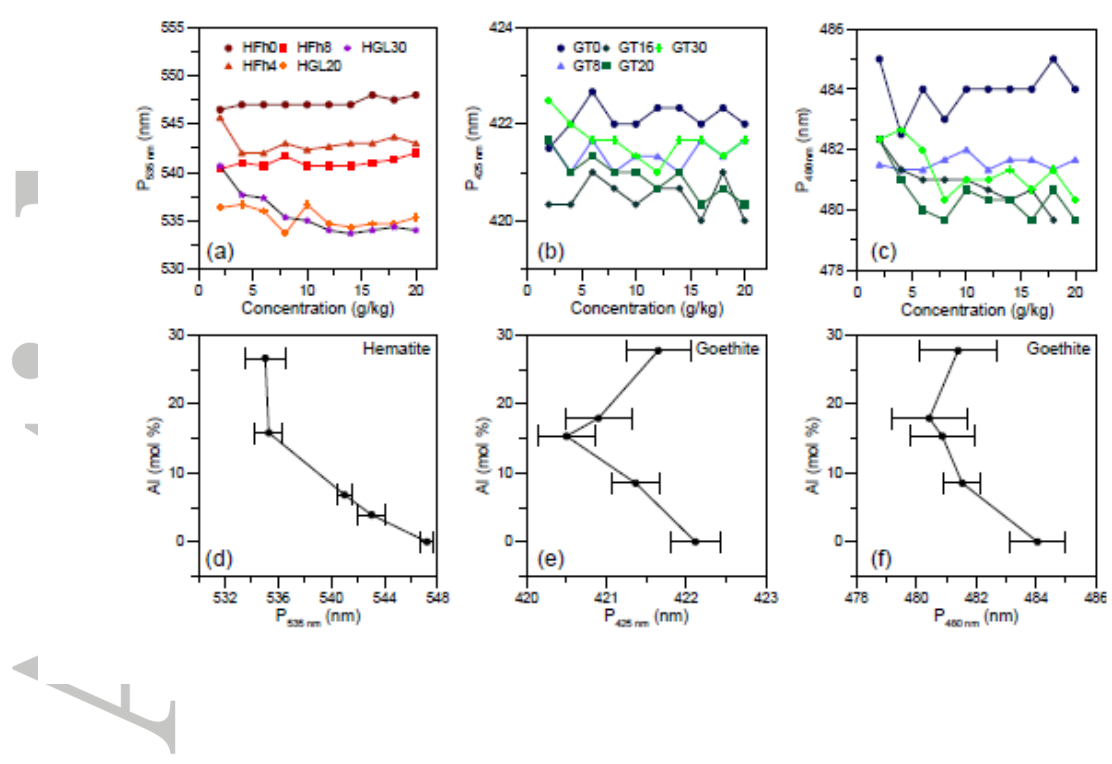 555
550
545
540
535
530
P535 nm (nm)
HFh0 HFh8 HGL30
HFh4 HGL20
(a)
0 5 10 15 20
Concentration (g/kg)
424
422
420
P425 nm (nm)
GT0 GT16 GT30
GT8 GT20
(b)
0 5 10 15 20
Concentration (g/kg)
486
484
482
480
478
P480 nm (nm)
(c)
0 5 10 15 20
Concentration (g/kg)
30
20
10
0
Al (mol %)
Hematite
(d)
532 536 540 544 548
P535 nm (nm)
30
20
10
0
Al (mol %)
Goethite
(e)
420 421 422 423
P425 nm (nm)
30
20
10
0
Al (mol %)
Goethite
(f)
478 480 482 484 486
P480 nm (nm)